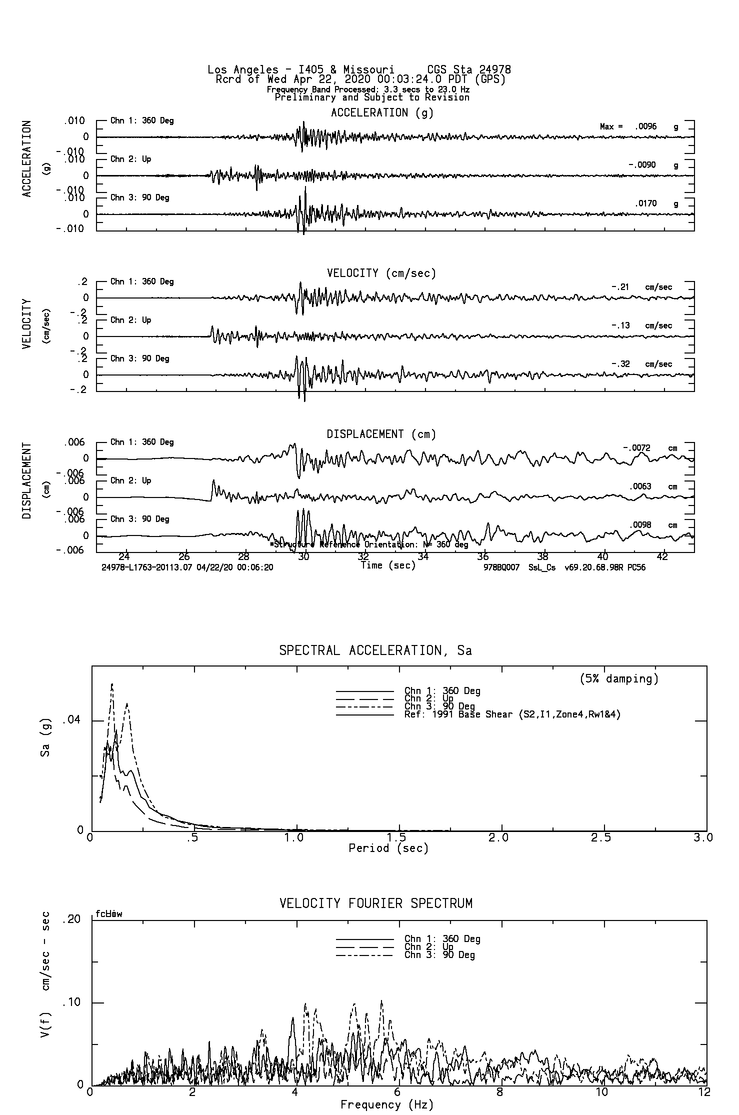 Los Angeles - I405 & Missouri CGS Sta 24978
Rcrd of Wed Apr 22, 2020 00:03:24.0 PDT (GPS)
Frequency Band Processed: 3.3 secs to 23.0 Hz
Preliminary and Subject to Revision
ACCELERATION (g)
ACCELERATION
(g)
.010 Chn 1: 360 Deg
0 Max = .0096 g
-.010
.010 Chn 2: Up
0 -.0090 g
-.010
.010 Chn 3: 90 Deg
0 .0170 g
-.010
VELOCITY (cm/sec)
VELOCITY
(cm/sec)
.2 Chn 1: 360 Deg
0 -.21 cm/sec
-.2
.2 Chn 2: Up
0 -.13 cm/sec
-.2
.2 Chn 3: 90 Deg
0 -.32 cm/sec
-.2
DISPLACEMENT (cm)
DISPLACEMENT
(cm)
.006 Chn 1: 360 Deg
0 -.0072 cm
-.006
.006 Chn 2: Up
0 .0063 cm
-.006
.006 Chn 3: 90 Deg
0 .0098 cm
-.006
*Structure Reference Orientation: N= 360 deg
24 26 28 30 32 34 36 38 40 42
Time (sec)
24978-L1763-20113.07 04/22/20 00:06:20
978BQ007 SsL_Cs v69.20.68.98R PC56
SPECTRAL ACCELERATION, Sa
(5% damping)
Chn 1: 360 Deg
Chn 2: Up
Chn 3: 90 Deg
Ref: 1991 Base Shear (S2,I1,Zone4,Rw1&4)
Sa (g)
.04
0
0 .5 1.0 1.5 2.0 2.5 3.0
Period (sec)
VELOCITY FOURIER SPECTRUM
Chn 1: 360 Deg
Chn 2: Up
Chn 3: 90 Deg
V(f) cm/sec - sec
.20
.10
0
0 2 4 6 8 10 12
Frequency (Hz)